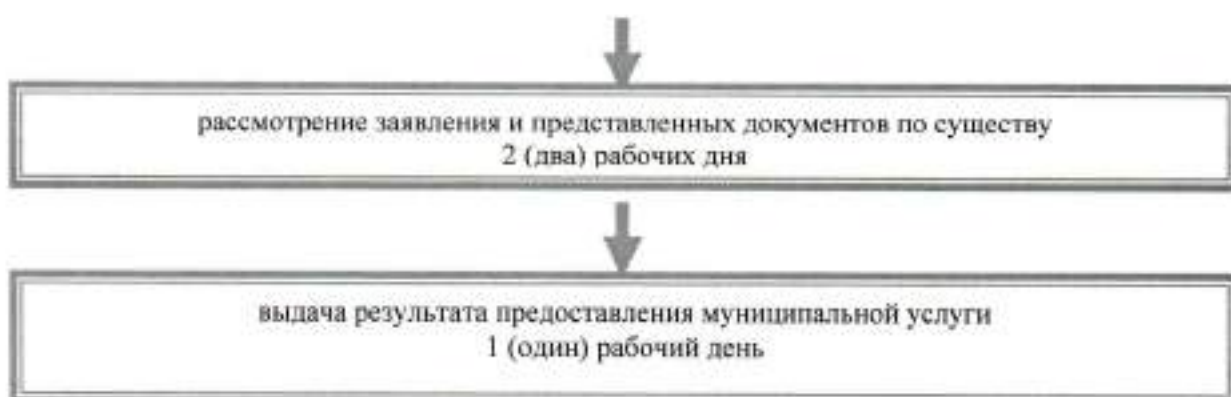 рассмотрение заявления и представленных документов по существу
2 (два) рабочих дня
выдача результата предоставления муниципальной услуги
1 (один) рабочий день